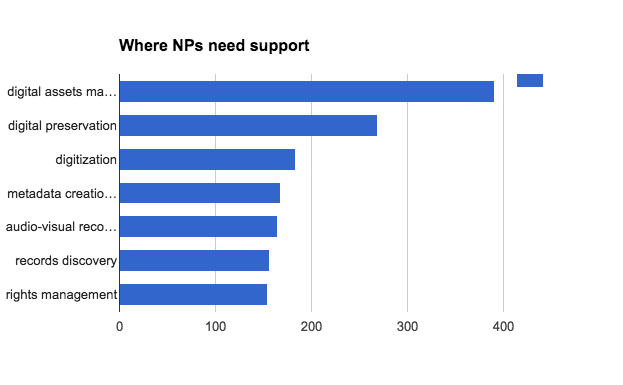 Where NPs need support
digital assets ma…
digital preservation
digitization
metadata creatio…
audio-visual reco…
records discovery
rights management
0 100 200 300 400